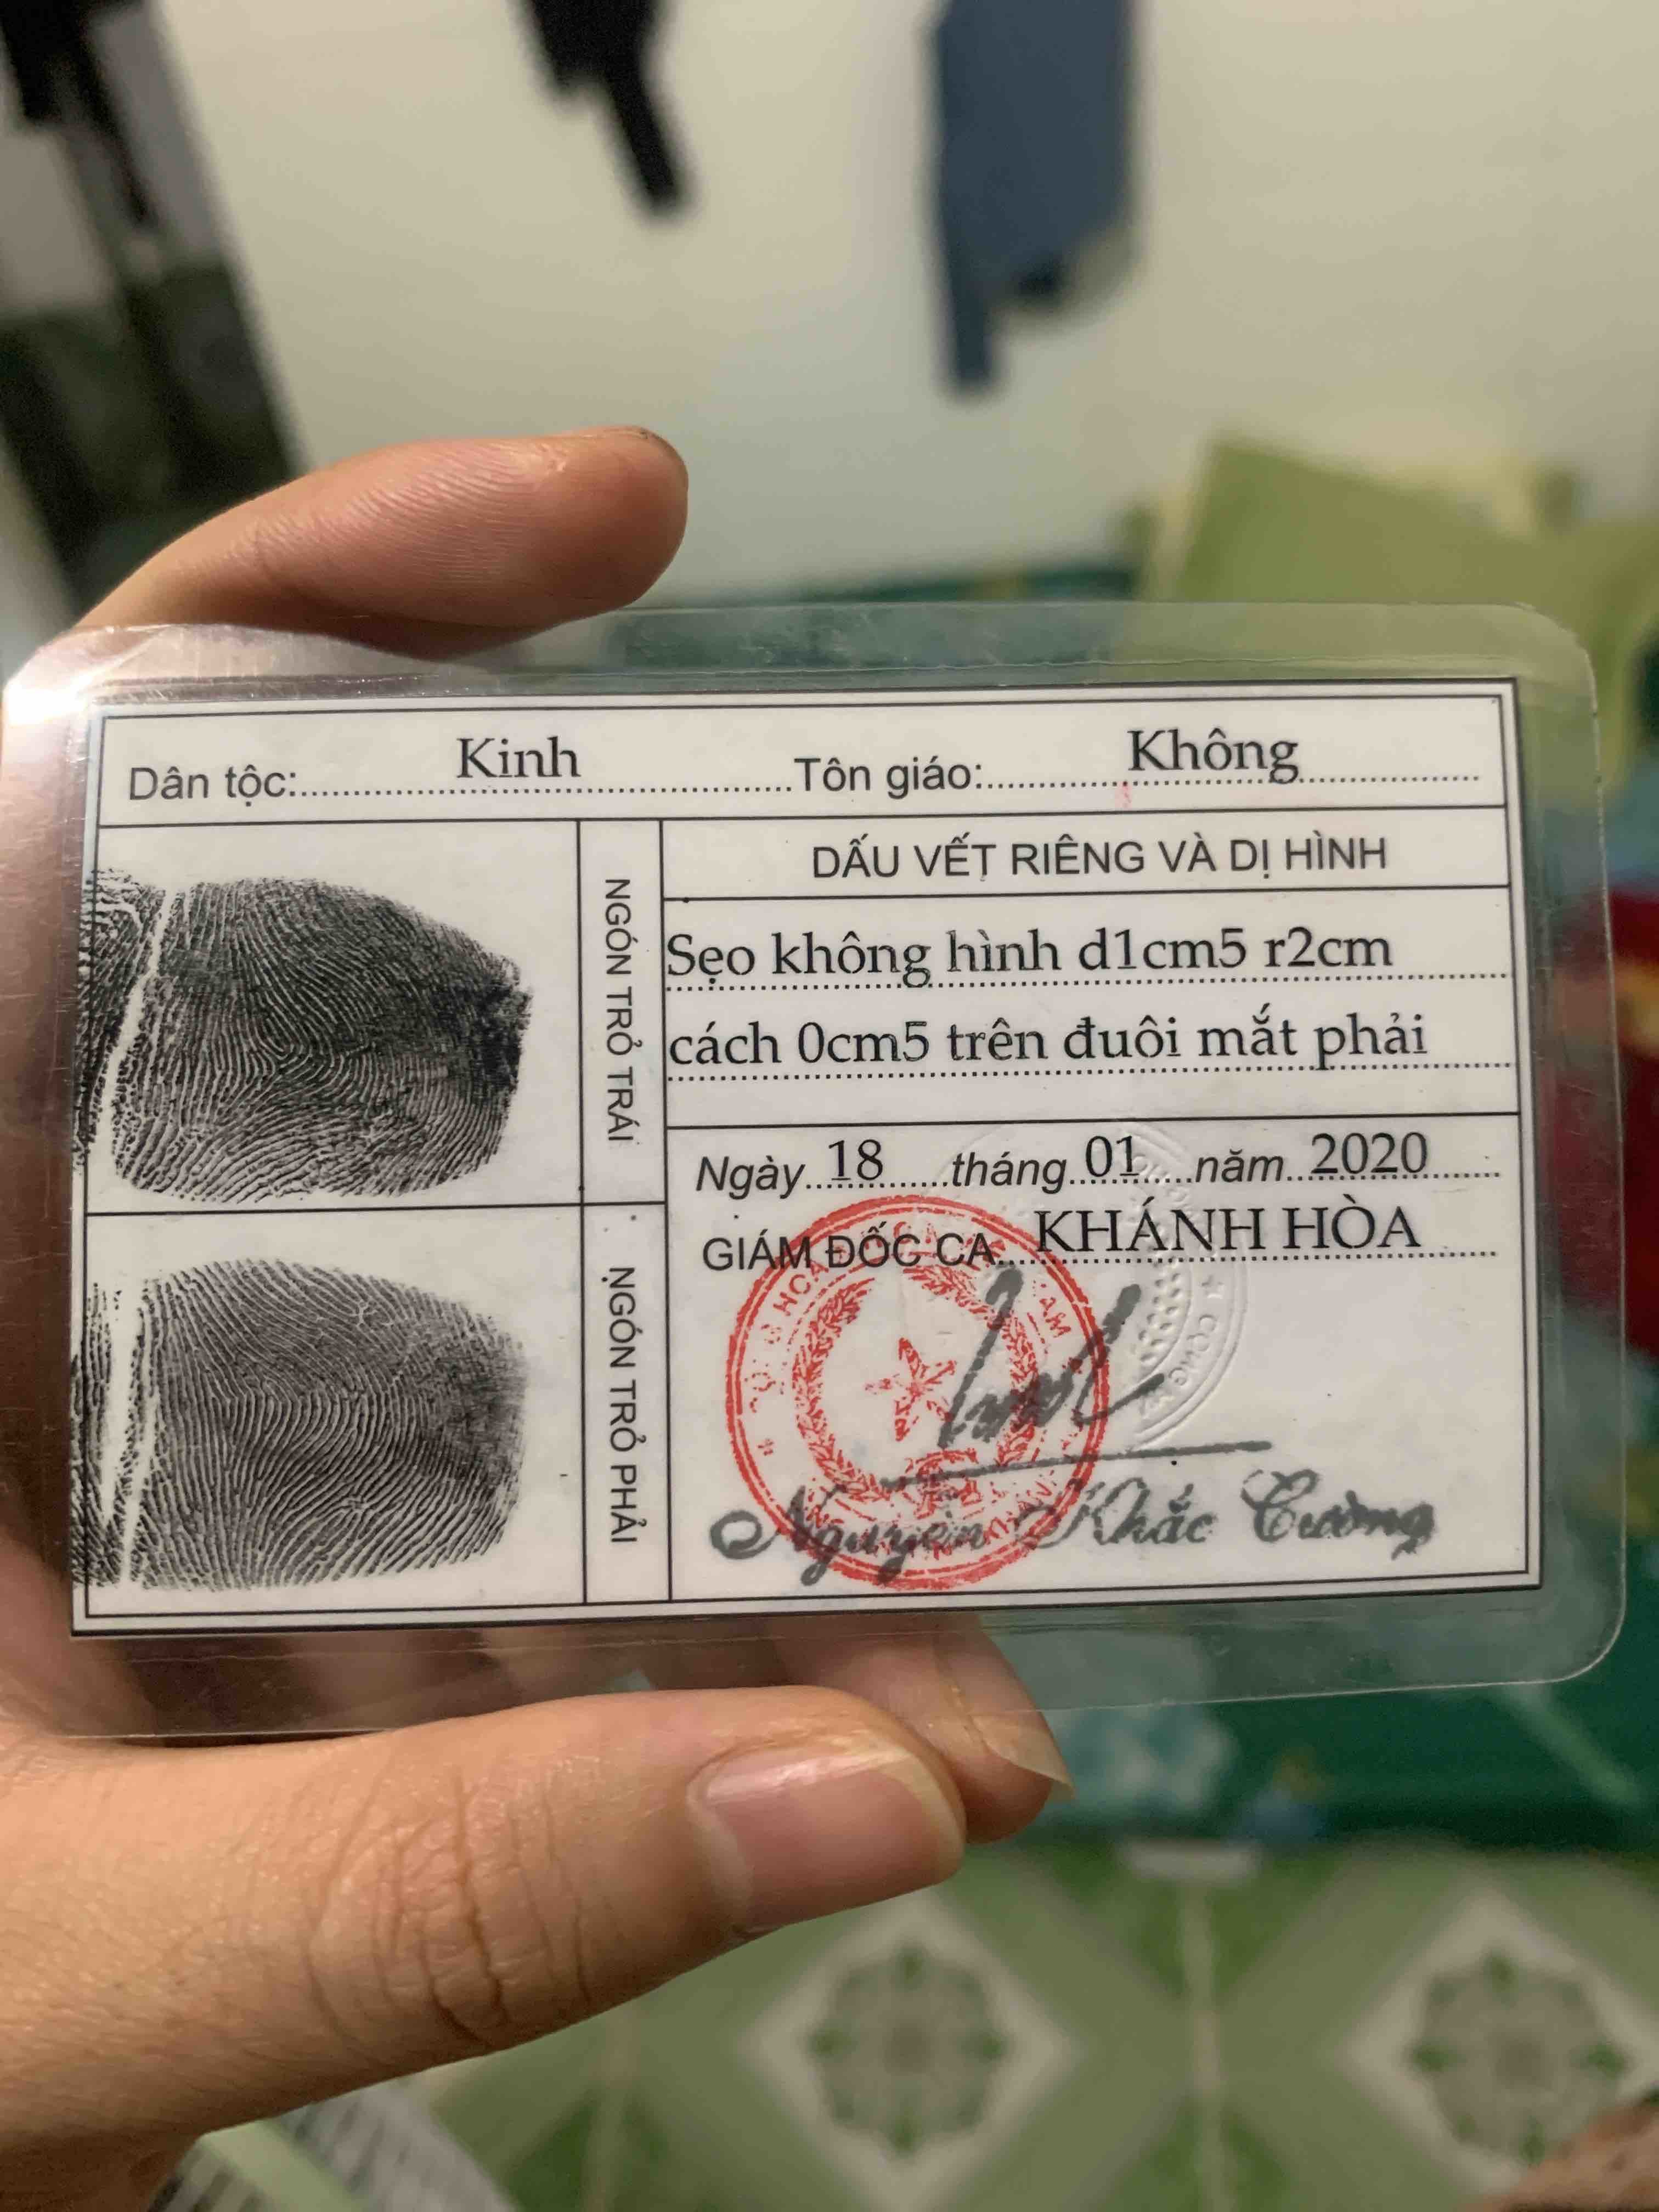 Dân tộc: Kinh Tôn giáo: Không
NGÓN TRỎ TRÁI
NGÓN TRỎ PHẢI
DẤU VẾT RIÊNG VÀ DỊ HÌNH
Sẹo không hình d1cm5 r2cm
cách 0cm5 trên đuôi mắt phải
Ngày 18 tháng 01 năm 2020
GIÁM ĐỐC CA KHÁNH HÒA
Nguyễn Khắc Cường